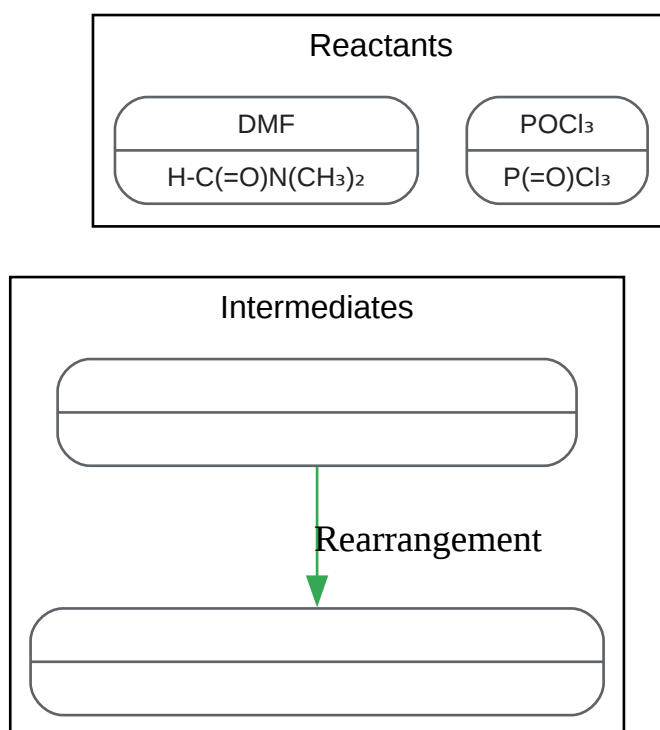 Reactants
DMF
H-C(=O)N(CH₃)₂
POCl₃
P(=O)Cl₃
Intermediates
Rearrangement